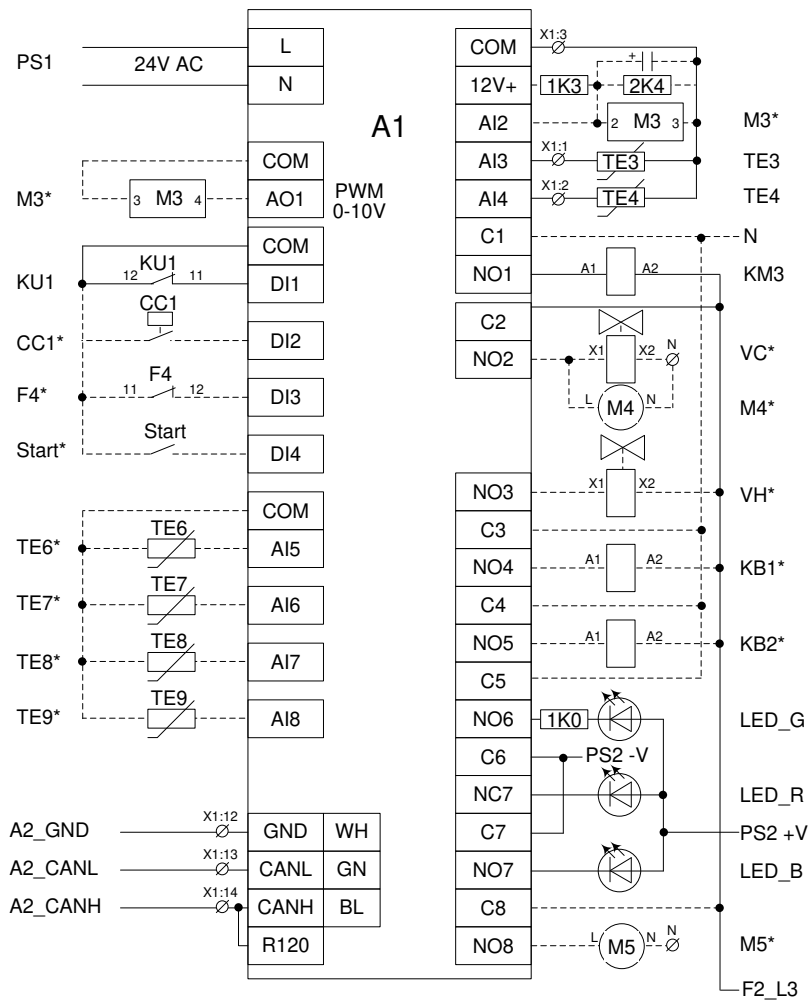 PS1
24V AC
L
N
A1
M3*
3 M3 4
COM
AO1
PWM
0-10V
COM
KU1
12 KU1 11
DI1
CC1*
CC1
DI2
F4*
11 F4 12
DI3
Start*
Start
DI4
COM
TE6*
TE6
AI5
TE7*
TE7
AI6
TE8*
TE8
AI7
TE9*
TE9
AI8
A2_GND
X1:12
GND WH
A2_CANL
X1:13
CANL GN
A2_CANH
X1:14
CANH BL
R120
COM
X1:3
+
12V+
1K3
2K4
AI2
2 M3 3
M3*
AI3
X1:1
TE3
TE3
AI4
X1:2
TE4
TE4
C1
N
NO1
A1 A2
KM3
C2
NO2
X1 X2 N
VC*
L M4 N
M4*
NO3
X1 X2
VH*
C3
NO4
A1 A2
KB1*
C4
NO5
A1 A2
KB2*
C5
NO6
1K0
LED_G
C6
PS2 -V
NC7
LED_R
C7
PS2 +V
NO7
LED_B
C8
NO8
L M5 N N
M5*
F2_L3